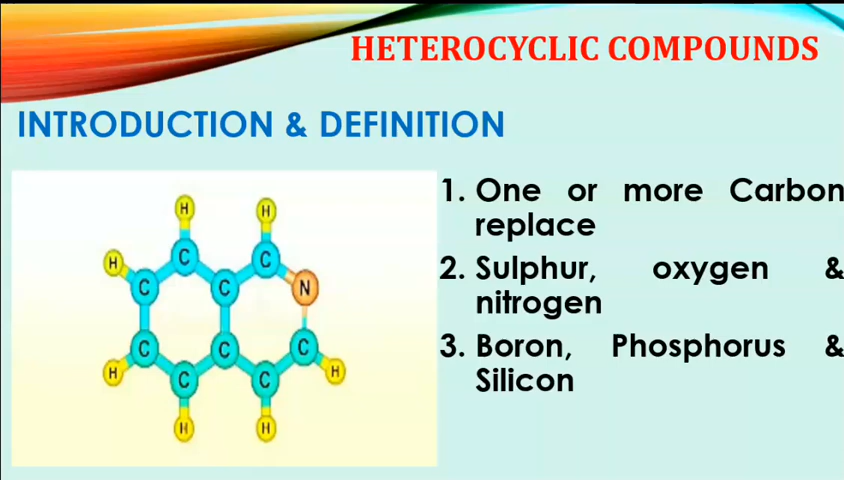 HETEROCYCLIC COMPOUNDS
INTRODUCTION & DEFINITION
1. One or more Carbon
replace
2. Sulphur, oxygen &
nitrogen
3. Boron, Phosphorus &
Silicon
H H
H C C
C C N
C C C
H C C H
H H